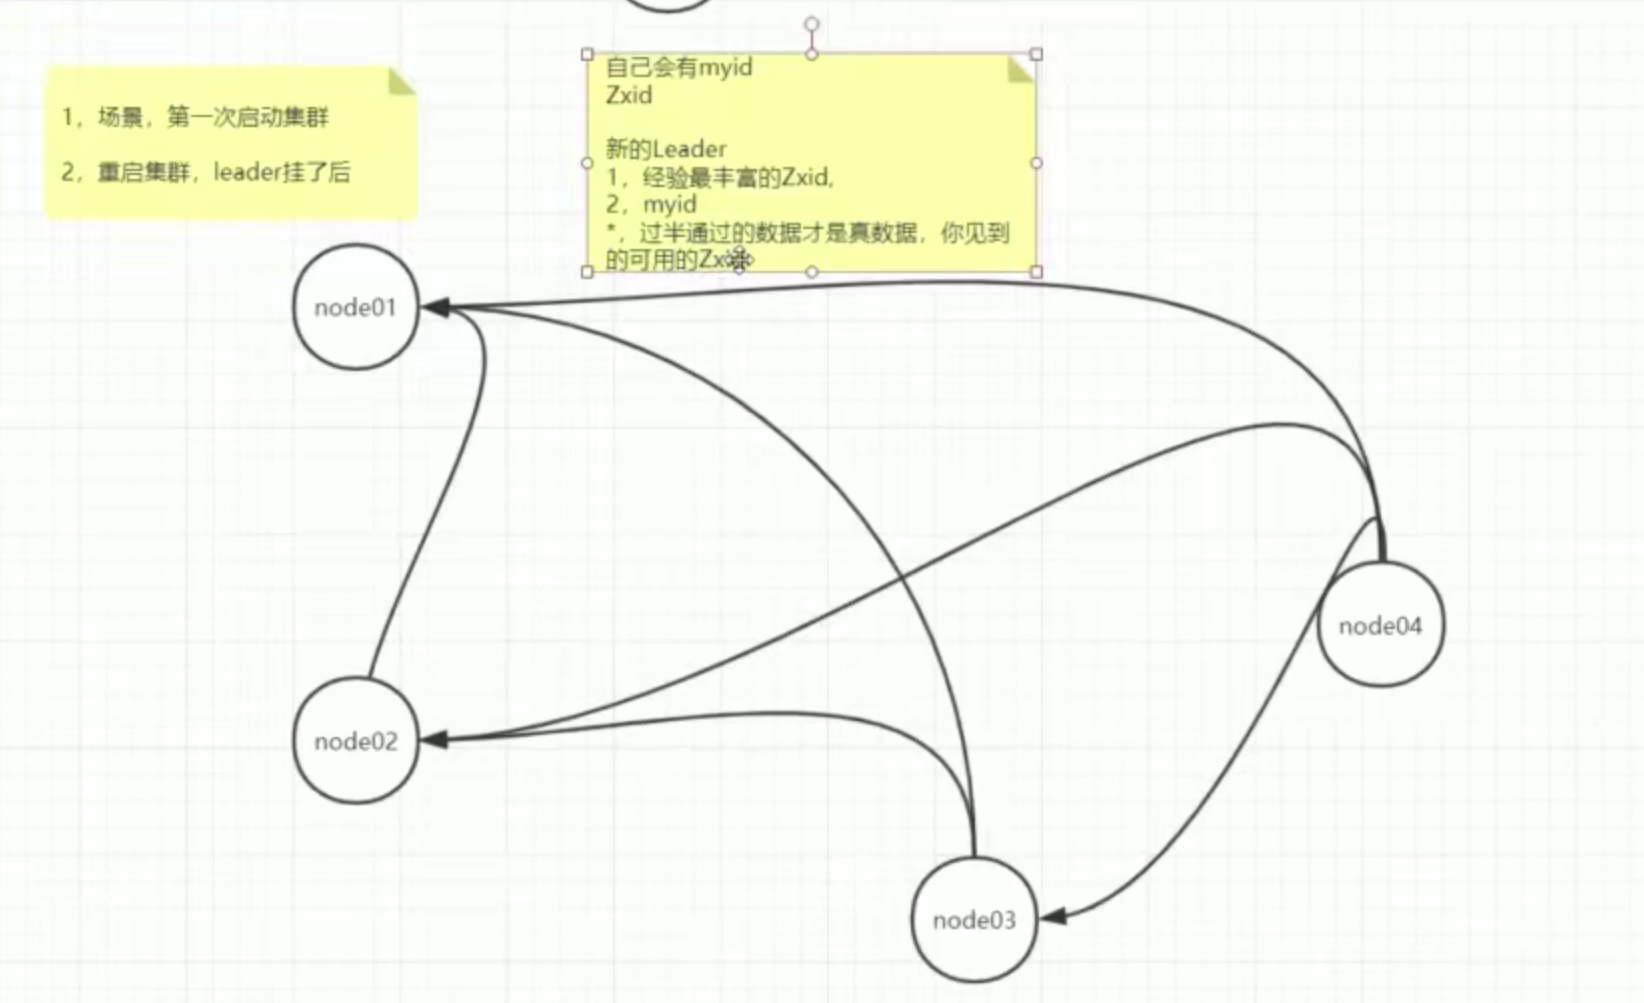 1，场景，第一次启动集群
2，重启集群，leader挂了后
自己会有myid
Zxid
新的Leader
1，经验最丰富的Zxid,
2，myid
*，过半通过的数据才是真数据，你见到
的可用的Zx
node01
node04
node02
node03